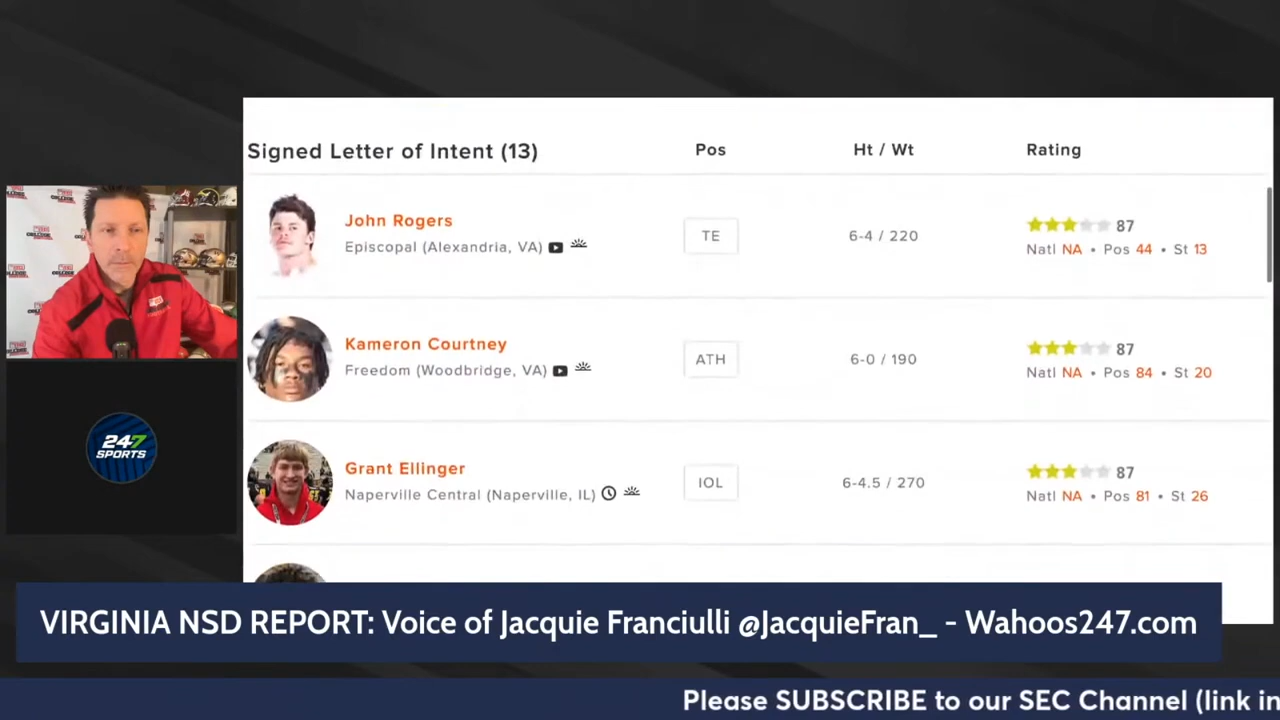 Signed Letter of Intent (13)
Pos
Ht / Wt
Rating
John Rogers
Episcopal (Alexandria, VA)
TE
6-4 / 220
87
Natl NA • Pos 44 • St 13
Kameron Courtney
Freedom (Woodbridge, VA)
ATH
6-0 / 190
87
Natl NA • Pos 84 • St 20
Grant Ellinger
Naperville Central (Naperville, IL)
IOL
6-4.5 / 270
87
Natl NA • Pos 81 • St 26
247
SPORTS
VIRGINIA NSD REPORT: Voice of Jacquie Franciulli @JacquieFran_ - Wahoos247.com
Please SUBSCRIBE to our SEC Channel (link in